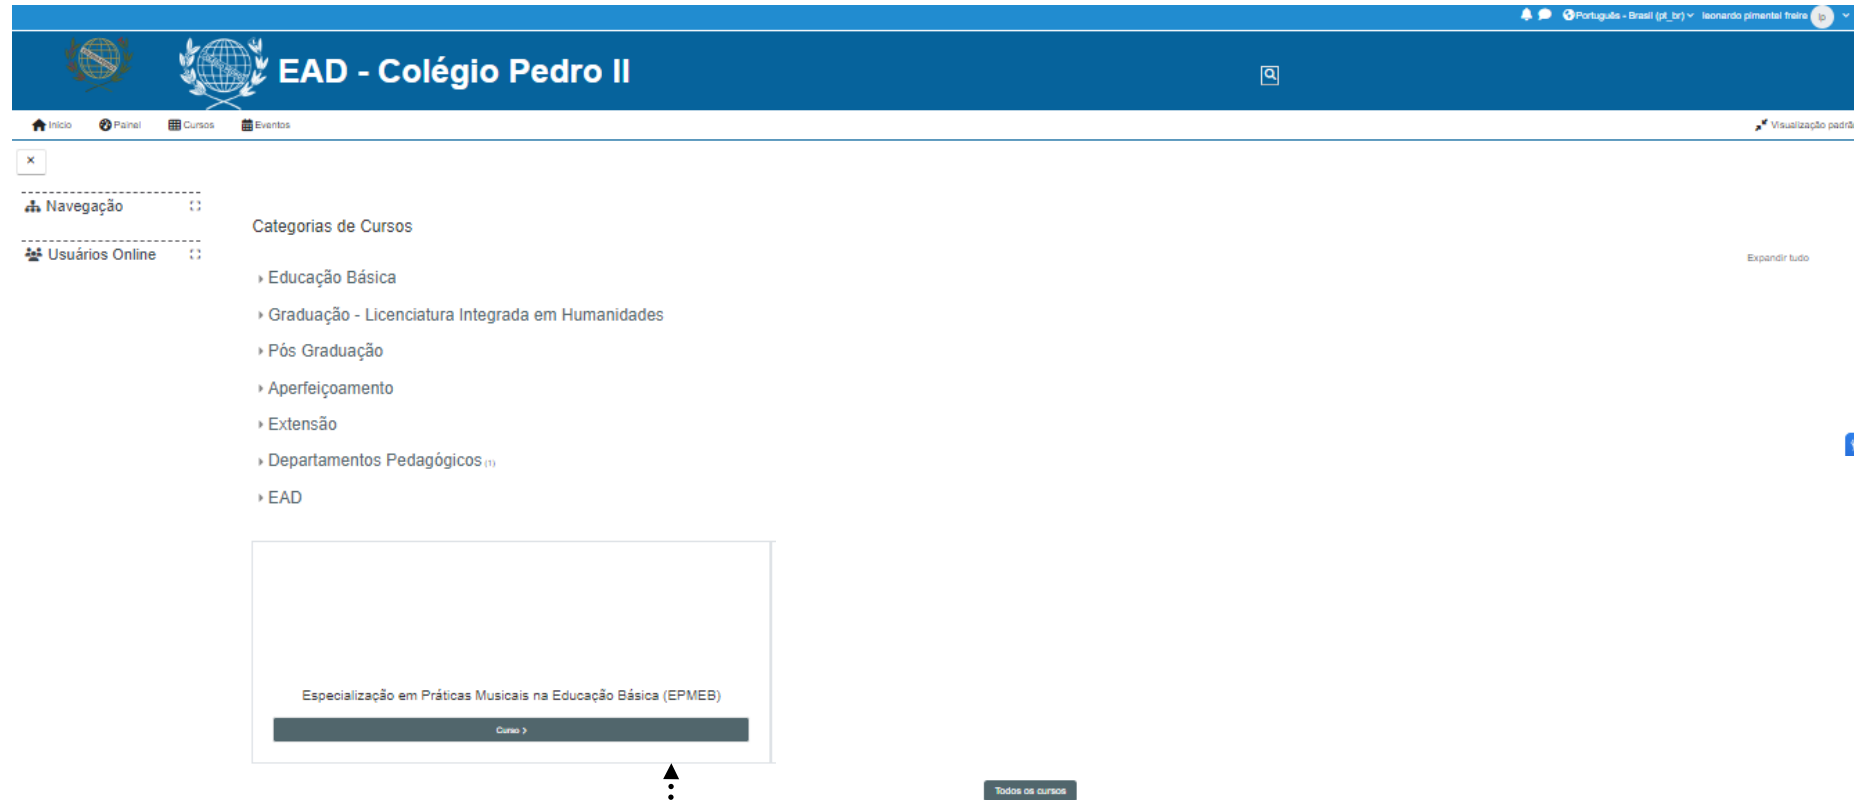 Português - Brasil (pt_br) leonardo pimentel freire lp
EAD - Colégio Pedro II
Início Painel Cursos Eventos
Visualização padrã
×
Navegação
Usuários Online
Categorias de Cursos
Expandir tudo
Educação Básica
Graduação - Licenciatura Integrada em Humanidades
Pós Graduação
Aperfeiçoamento
Extensão
Departamentos Pedagógicos (1)
EAD
Especialização em Práticas Musicais na Educação Básica (EPMEB)
Curso
Todos os cursos